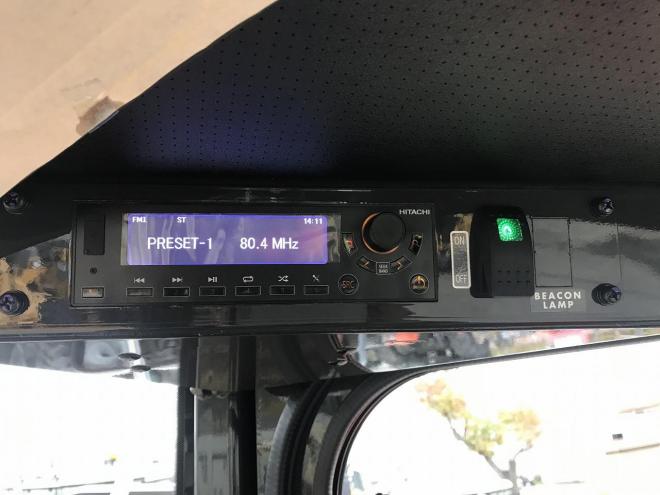 FM1 ST 14:11
PRESET-1 80.4 MHz
HITACHI
SRC
ON
OFF
BEACON
LAMP